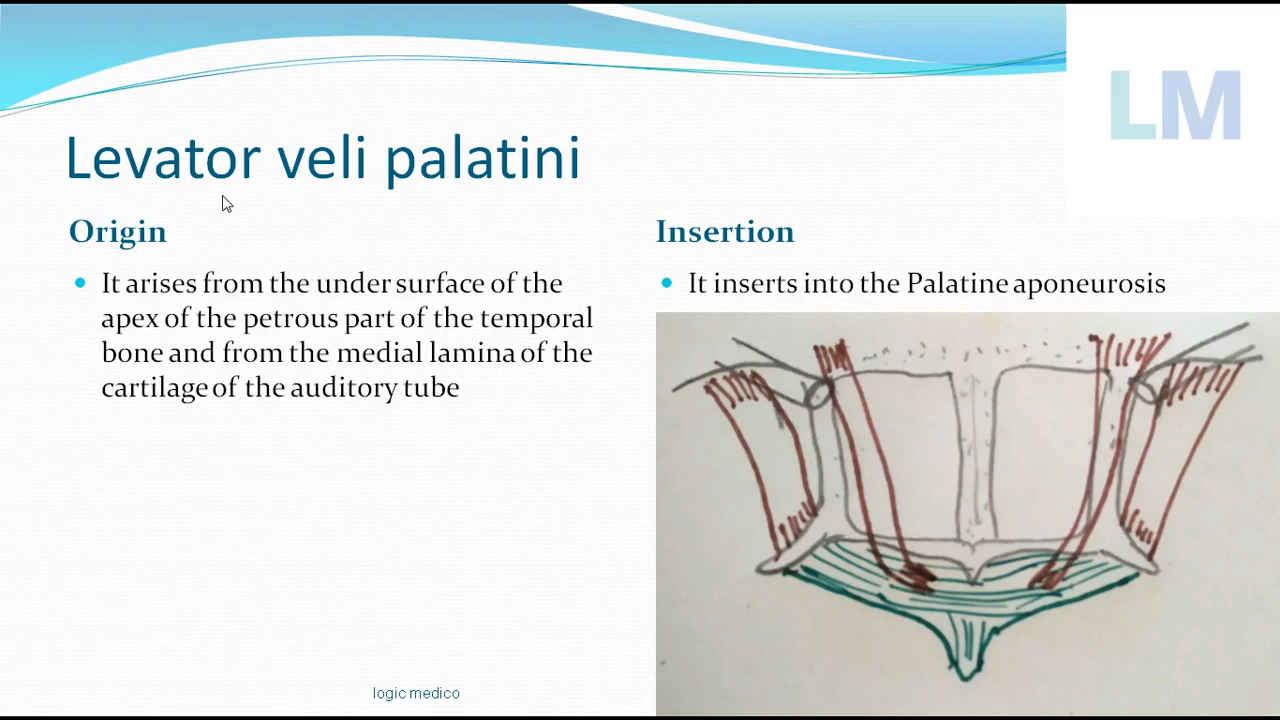 LM
Levator veli palatini
Origin
It arises from the under surface of the
apex of the petrous part of the temporal
bone and from the medial lamina of the
cartilage of the auditory tube
Insertion
It inserts into the Palatine aponeurosis
logic medico